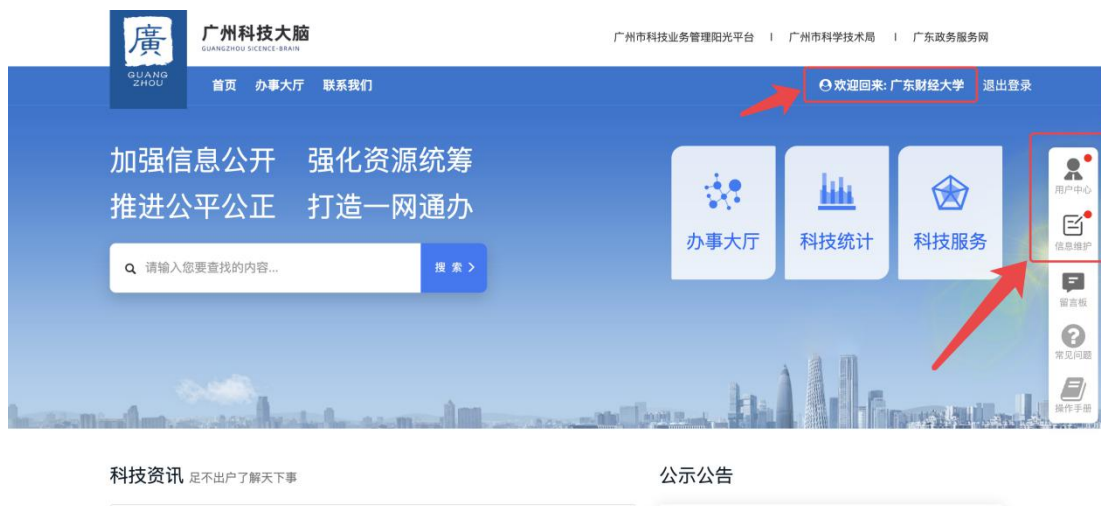 廣
GUANG
ZHOU
广州科技大脑
GUANGZHOU SICENCE-BRAIN
广州市科技业务管理阳光平台 | 广州市科学技术局 | 广东政务服务网
首页 办事大厅 联系我们
欢迎回来: 广东财经大学 退出登录
加强信息公开 强化资源统筹
推进公平公正 打造一网通办
请输入您要查找的内容... 搜索 >
办事大厅 科技统计 科技服务
用户中心
信息维护
留言板
常见问题
操作手册
科技资讯 足不出户了解天下事
公示公告